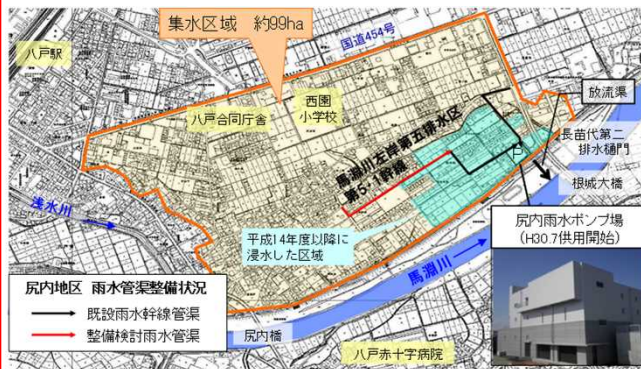 集水区域　約99ha
国道454号
八戸駅
放流渠
西園
小学校
八戸合同庁舎
長苗代第二
排水樋門
馬淵川左岸第五排水区
第5-1幹線
P
根城大橋
浅水川
尻内雨水ポンプ場
(H30.7供用開始)
平成14年度以降に
浸水した区域
馬淵川
尻内地区　雨水管渠整備状況
既設雨水幹線管渠
整備検討雨水管渠
尻内橋
八戸赤十字病院